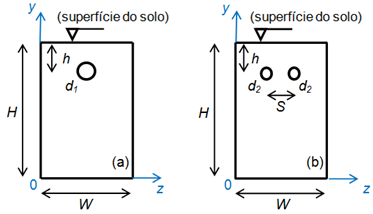 y
(superfície do solo)
h
d1
H
(a)
0
z
W
y
(superfície do solo)
h
d2
d2
S
H
(b)
0
z
W